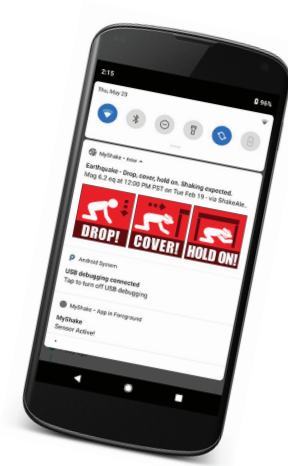 2:15
96%
Thu, May 23
MyShake • now
Earthquake - Drop, cover, hold on. Shaking expected.
Mag 6.2 eq at 12:00 PM PST on Tue Feb 19 - via ShakeAle..
DROP! COVER! HOLD ON!
Android System
USB debugging connected
Tap to turn off USB debugging
MyShake • App in Foreground
MyShake
Sensor Active!